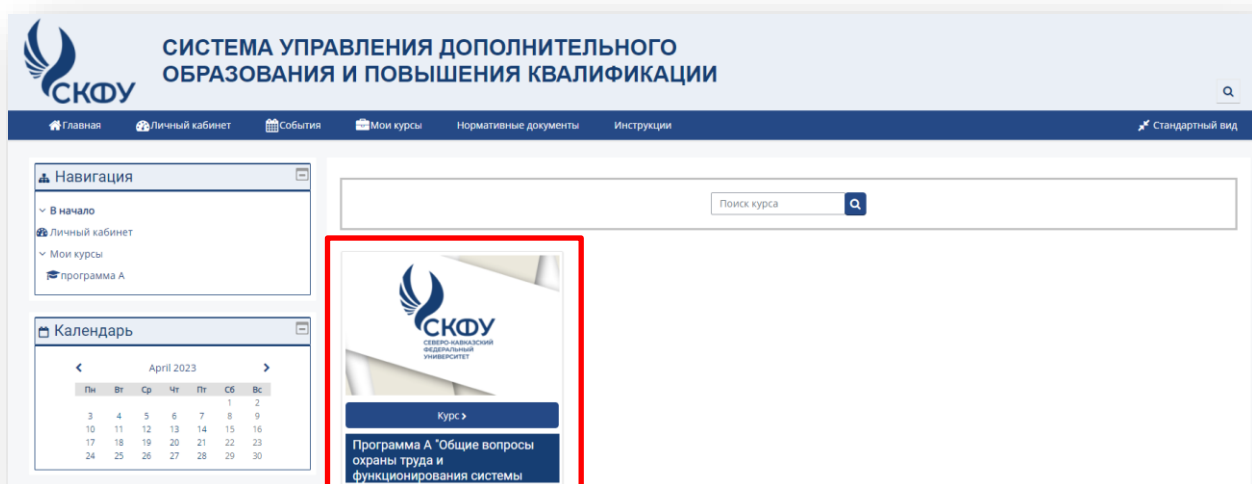 СКФУ
СИСТЕМА УПРАВЛЕНИЯ ДОПОЛНИТЕЛЬНОГО
ОБРАЗОВАНИЯ И ПОВЫШЕНИЯ КВАЛИФИКАЦИИ
Главная Личный кабинет События Мои курсы Нормативные документы Инструкции Стандартный вид
Навигация
В начало
Личный кабинет
Мои курсы
программа А
Календарь
April 2023
Пн Вт Ср Чт Пт Сб Вс
1 2
3 4 5 6 7 8 9
10 11 12 13 14 15 16
17 18 19 20 21 22 23
24 25 26 27 28 29 30
Поиск курса
СКФУ
СЕВЕРО-КАВКАЗСКИЙ
ФЕДЕРАЛЬНЫЙ
УНИВЕРСИТЕТ
Курс
Программа А "Общие вопросы
охраны труда и
функционирования системы